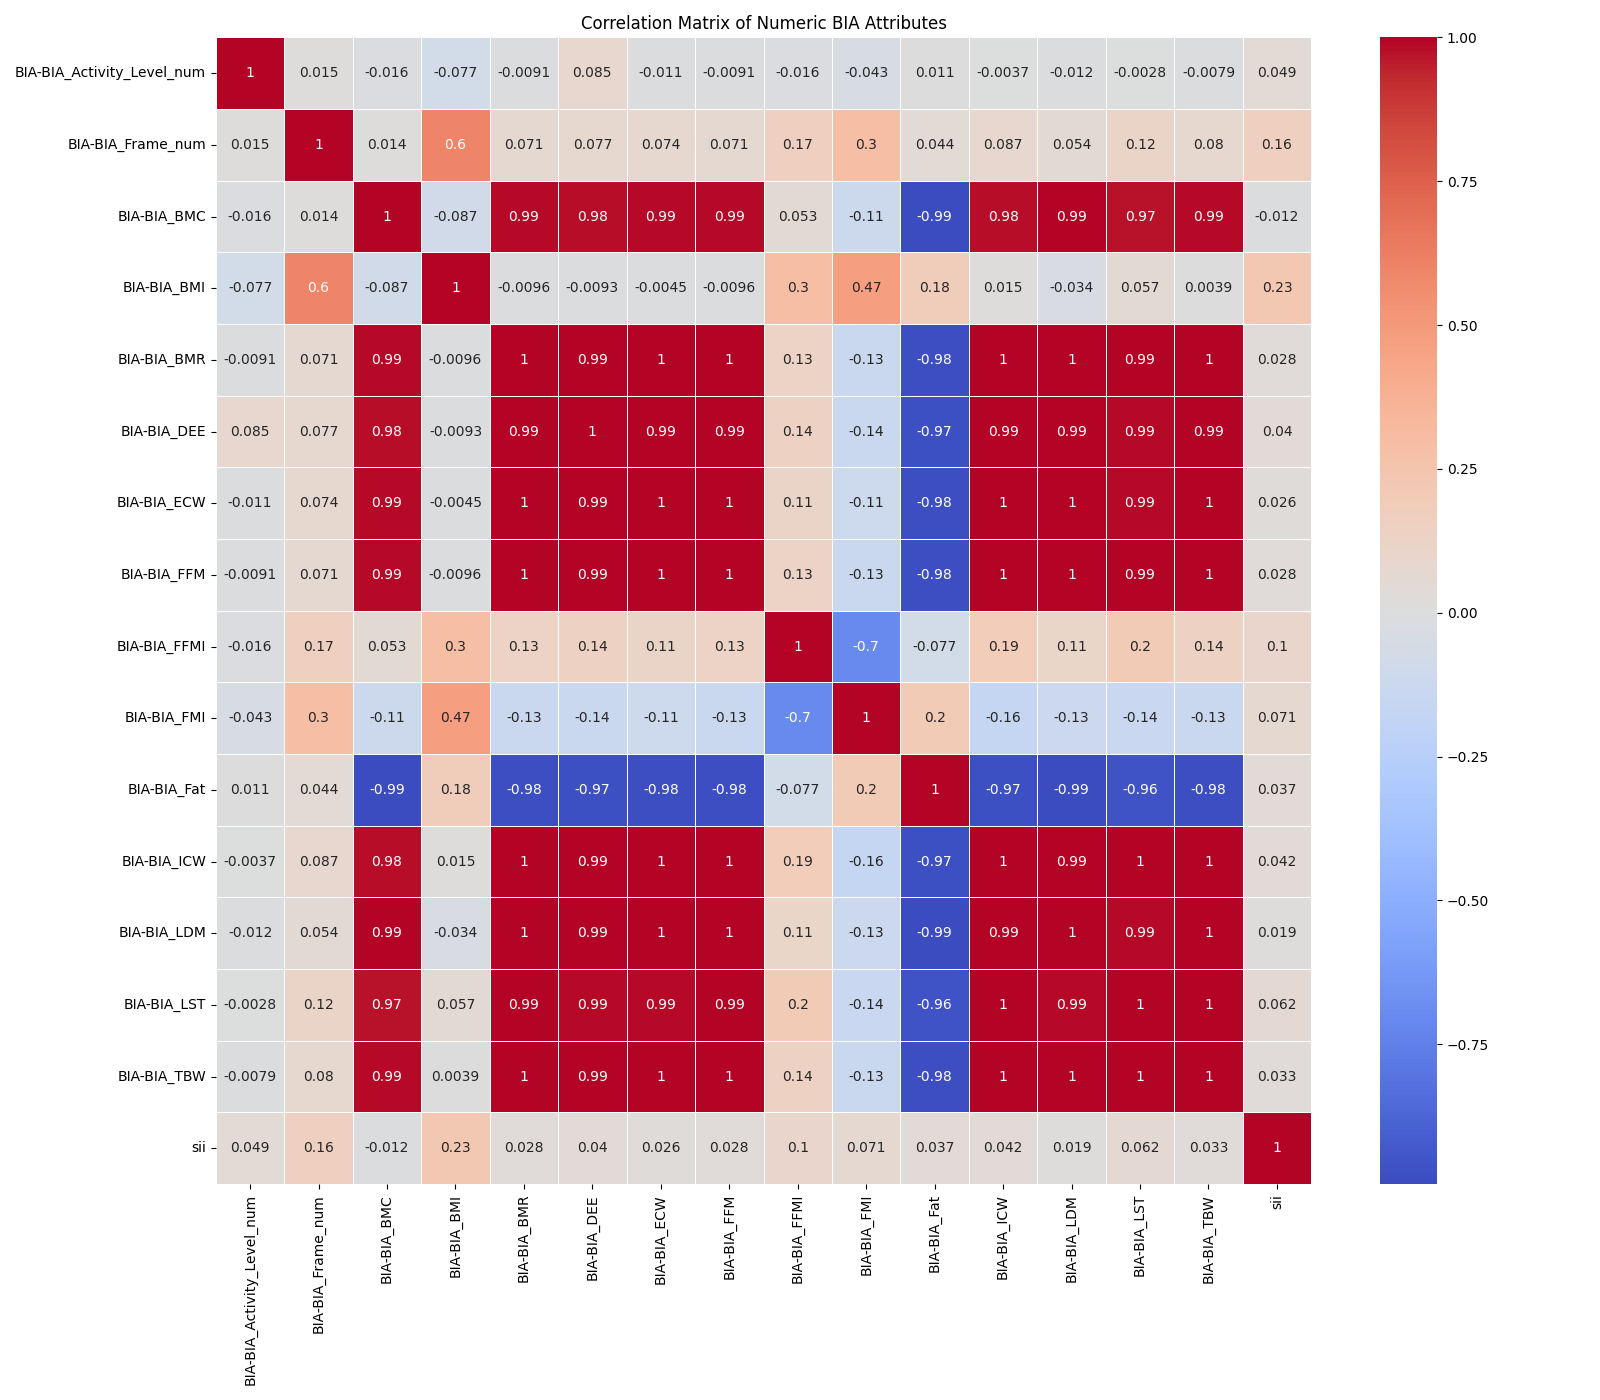 Correlation Matrix of Numeric BIA Attributes
BIA-BIA_Activity_Level_num 1 0.015 -0.016 -0.077 -0.0091 0.085 -0.011 -0.0091 -0.016 -0.043 0.011 -0.0037 -0.012 -0.0028 -0.0079 0.049
BIA-BIA_Frame_num 0.015 1 0.014 0.6 0.071 0.077 0.074 0.071 0.17 0.3 0.044 0.087 0.054 0.12 0.08 0.16
BIA-BIA_BMC -0.016 0.014 1 -0.087 0.99 0.98 0.99 0.99 0.053 -0.11 -0.99 0.98 0.99 0.97 0.99 -0.012
BIA-BIA_BMI -0.077 0.6 -0.087 1 -0.0096 -0.0093 -0.0045 -0.0096 0.3 0.47 0.18 0.015 -0.034 0.057 0.0039 0.23
BIA-BIA_BMR -0.0091 0.071 0.99 -0.0096 1 0.99 1 1 0.13 -0.13 -0.98 1 1 0.99 1 0.028
BIA-BIA_DEE 0.085 0.077 0.98 -0.0093 0.99 1 0.99 0.99 0.14 -0.14 -0.97 0.99 0.99 0.99 0.99 0.04
BIA-BIA_ECW -0.011 0.074 0.99 -0.0045 1 0.99 1 1 0.11 -0.11 -0.98 1 1 0.99 1 0.026
BIA-BIA_FFM -0.0091 0.071 0.99 -0.0096 1 0.99 1 1 0.13 -0.13 -0.98 1 1 0.99 1 0.028
BIA-BIA_FFMI -0.016 0.17 0.053 0.3 0.13 0.14 0.11 0.13 1 -0.7 -0.077 0.19 0.11 0.2 0.14 0.1
BIA-BIA_FMI -0.043 0.3 -0.11 0.47 -0.13 -0.14 -0.11 -0.13 -0.7 1 0.2 -0.16 -0.13 -0.14 -0.13 0.071
BIA-BIA_Fat 0.011 0.044 -0.99 0.18 -0.98 -0.97 -0.98 -0.98 -0.077 0.2 1 -0.97 -0.99 -0.96 -0.98 0.037
BIA-BIA_ICW -0.0037 0.087 0.98 0.015 1 0.99 1 1 0.19 -0.16 -0.97 1 0.99 1 1 0.042
BIA-BIA_LDM -0.012 0.054 0.99 -0.034 1 0.99 1 1 0.11 -0.13 -0.99 0.99 1 0.99 1 0.019
BIA-BIA_LST -0.0028 0.12 0.97 0.057 0.99 0.99 0.99 0.99 0.2 -0.14 -0.96 1 0.99 1 1 0.062
BIA-BIA_TBW -0.0079 0.08 0.99 0.0039 1 0.99 1 1 0.14 -0.13 -0.98 1 1 1 1 0.033
sii 0.049 0.16 -0.012 0.23 0.028 0.04 0.026 0.028 0.1 0.071 0.037 0.042 0.019 0.062 0.033 1
BIA-BIA_Activity_Level_num
BIA-BIA_Frame_num
BIA-BIA_BMC
BIA-BIA_BMI
BIA-BIA_BMR
BIA-BIA_DEE
BIA-BIA_ECW
BIA-BIA_FFM
BIA-BIA_FFMI
BIA-BIA_FMI
BIA-BIA_Fat
BIA-BIA_ICW
BIA-BIA_LDM
BIA-BIA_LST
BIA-BIA_TBW
sii
1.00
0.75
0.50
0.25
0.00
−0.25
−0.50
−0.75